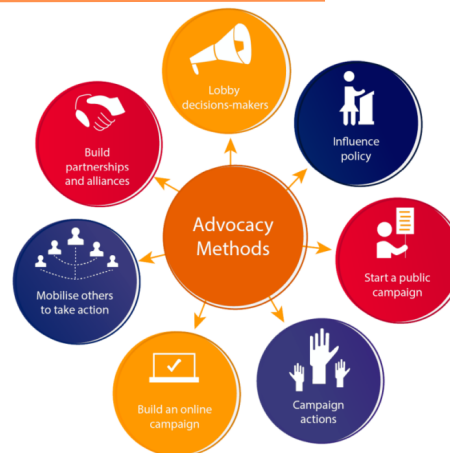 Lobby
decisions-makers
Influence
policy
Build
partnerships
and alliances
Advocacy
Methods
Start a public
campaign
Mobilise others
to take action
Build an online
campaign
Campaign
actions